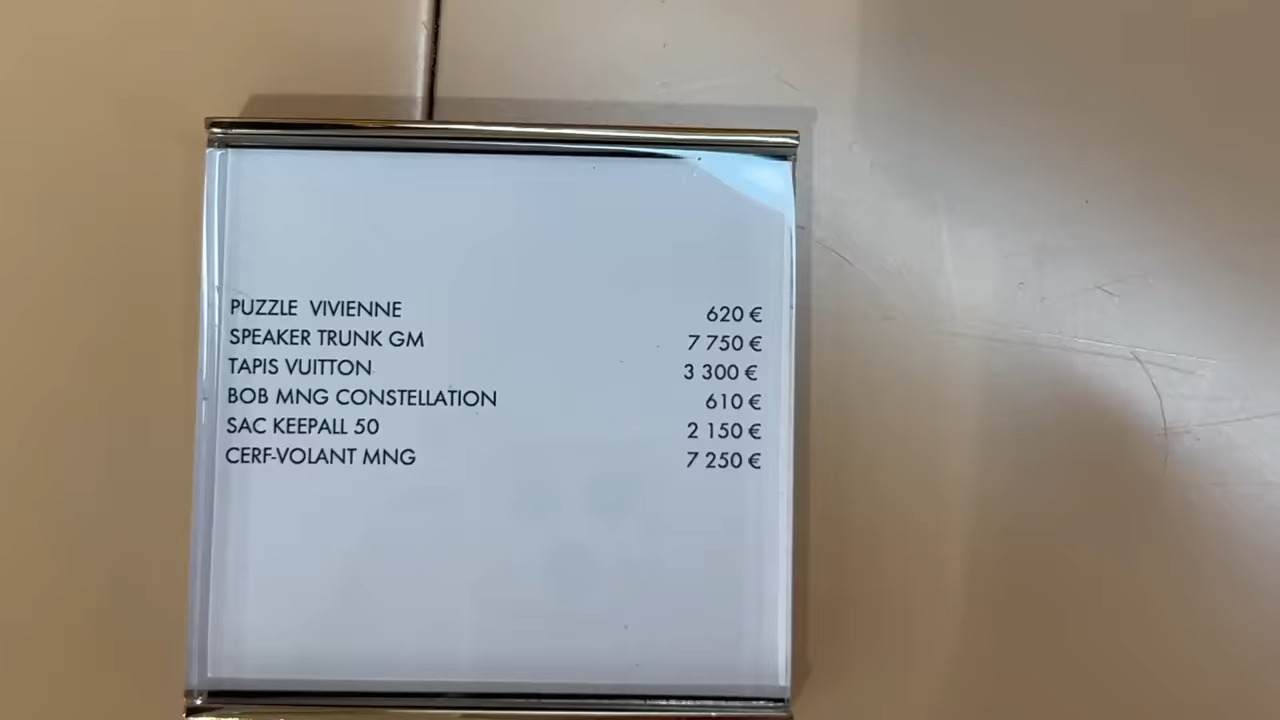 PUZZLE VIVIENNE 620 €
SPEAKER TRUNK GM 7 750 €
TAPIS VUITTON 3 300 €
BOB MNG CONSTELLATION 610 €
SAC KEEPALL 50 2 150 €
CERF-VOLANT MNG 7 250 €